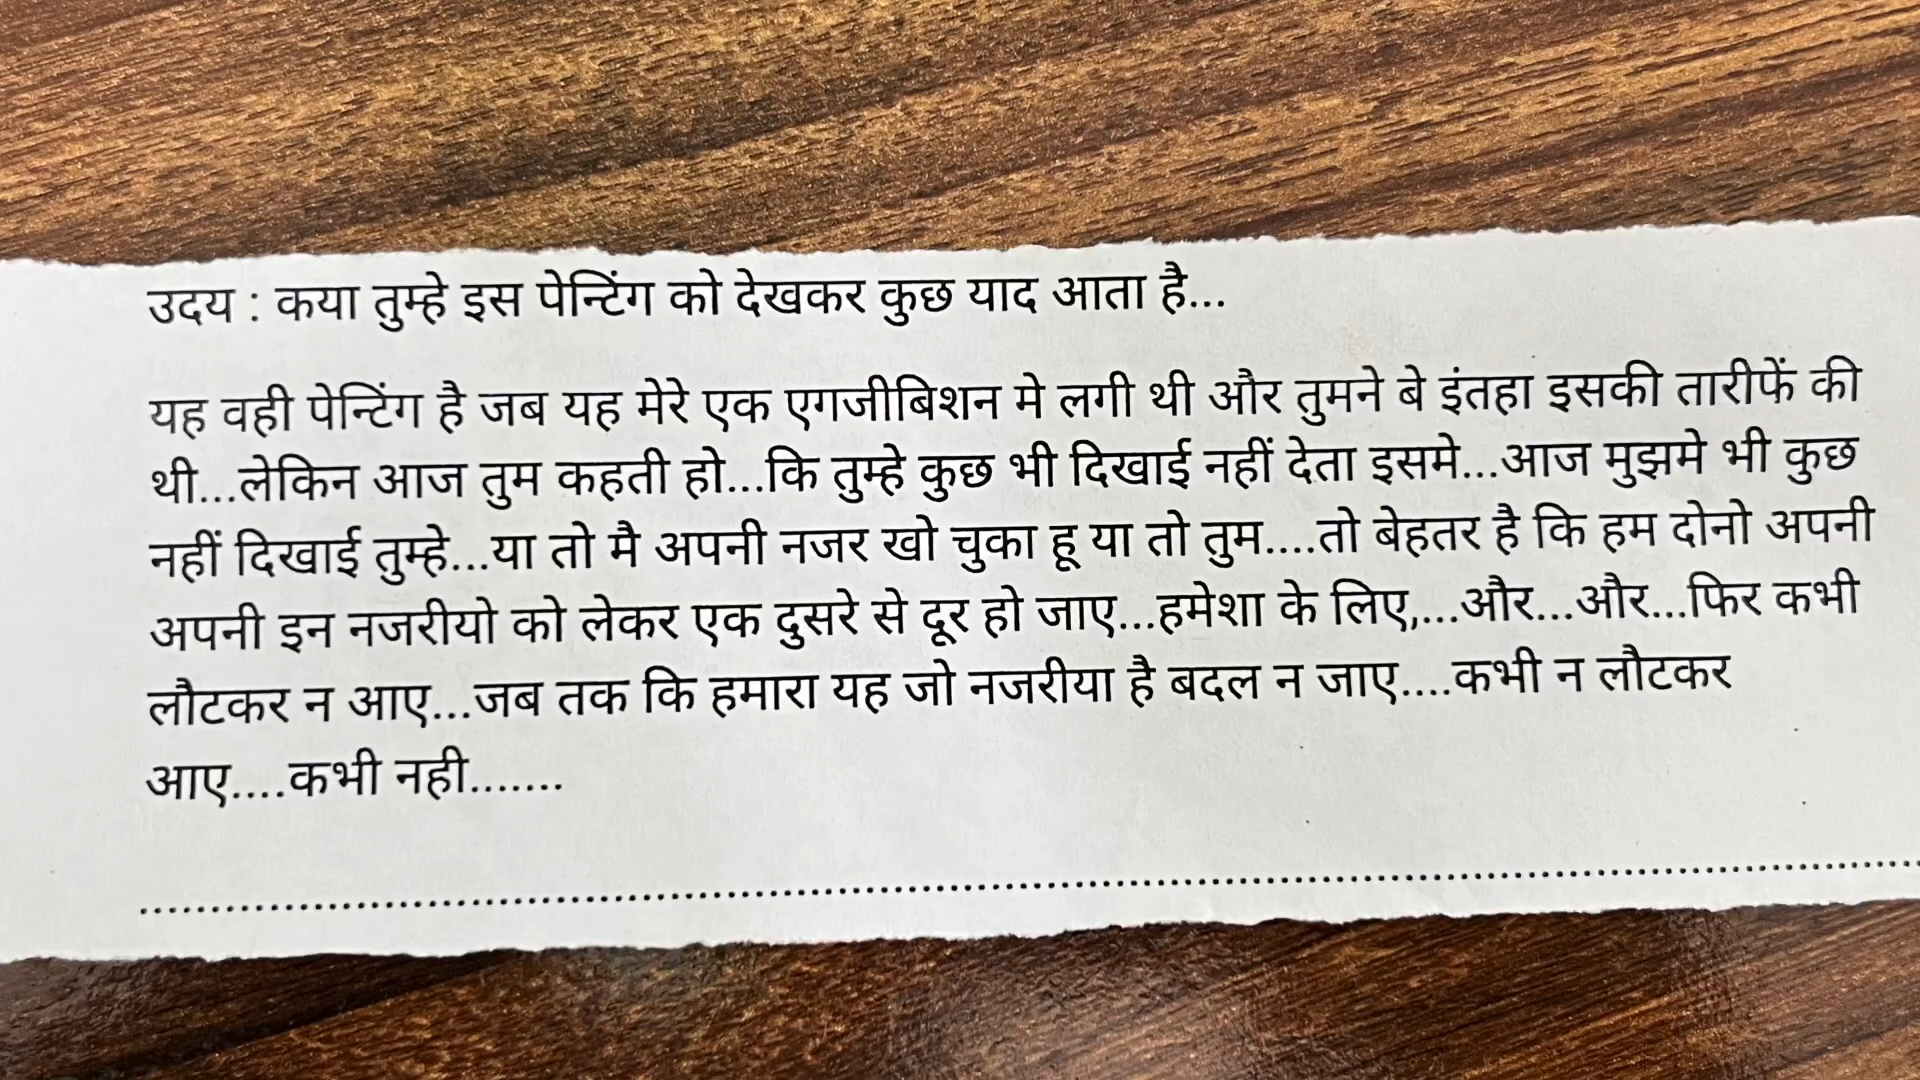 उदय : कया तुम्हे इस पेन्टिंग को देखकर कुछ याद आता है...
यह वही पेन्टिंग है जब यह मेरे एक एगजीबिशन मे लगी थी और तुमने बे इंतहा इसकी तारीफें की
थी...लेकिन आज तुम कहती हो...कि तुम्हे कुछ भी दिखाई नहीं देता इसमे...आज मुझमे भी कुछ
नहीं दिखाई तुम्हे...या तो मै अपनी नजर खो चुका हू या तो तुम....तो बेहतर है कि हम दोनो अपनी
अपनी इन नजरीयो को लेकर एक दुसरे से दूर हो जाए...हमेशा के लिए,...और...और...फिर कभी
लौटकर न आए...जब तक कि हमारा यह जो नजरीया है बदल न जाए....कभी न लौटकर
आए....कभी नही.......